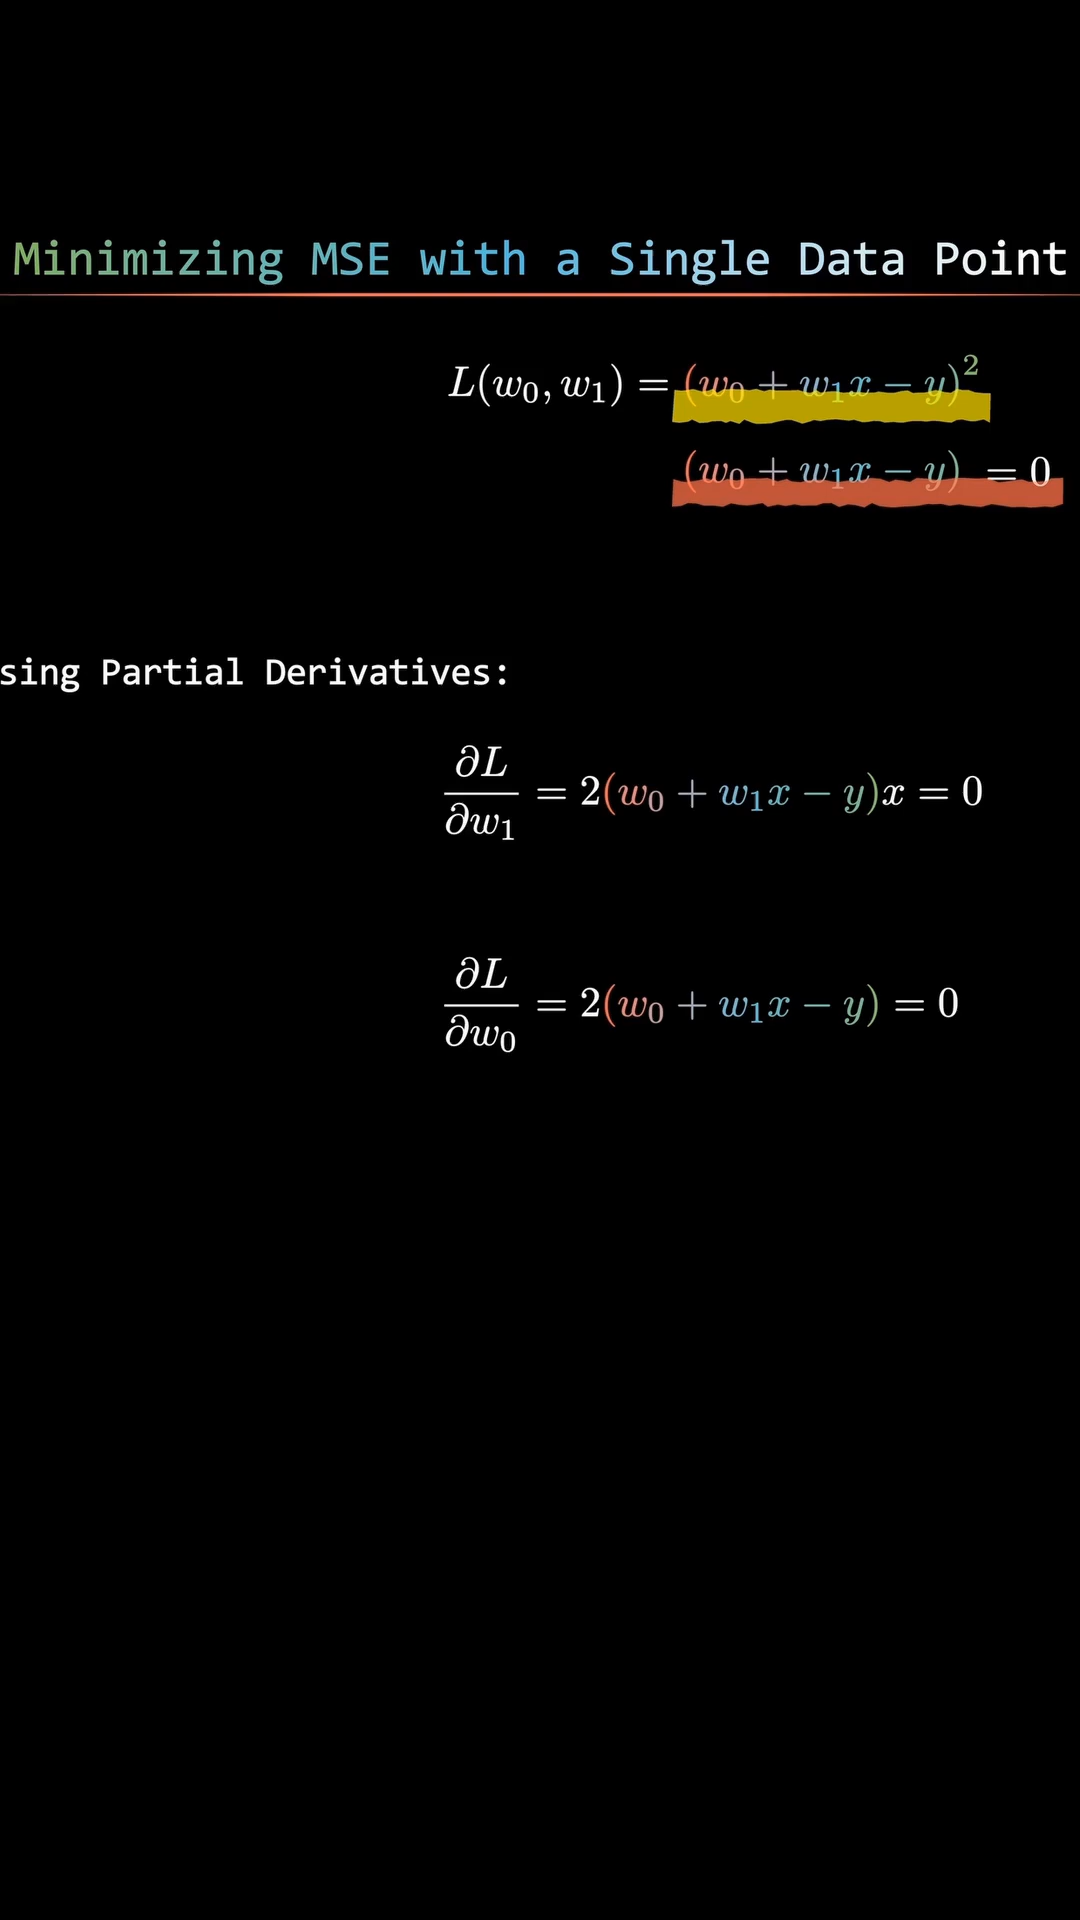 Minimizing MSE with a Single Data Point
L(w₀, w₁) = (w₀ + w₁x − y)²
(w₀ + w₁x − y) = 0
sing Partial Derivatives:
∂L/∂w₁ = 2(w₀ + w₁x − y)x = 0
∂L/∂w₀ = 2(w₀ + w₁x − y) = 0